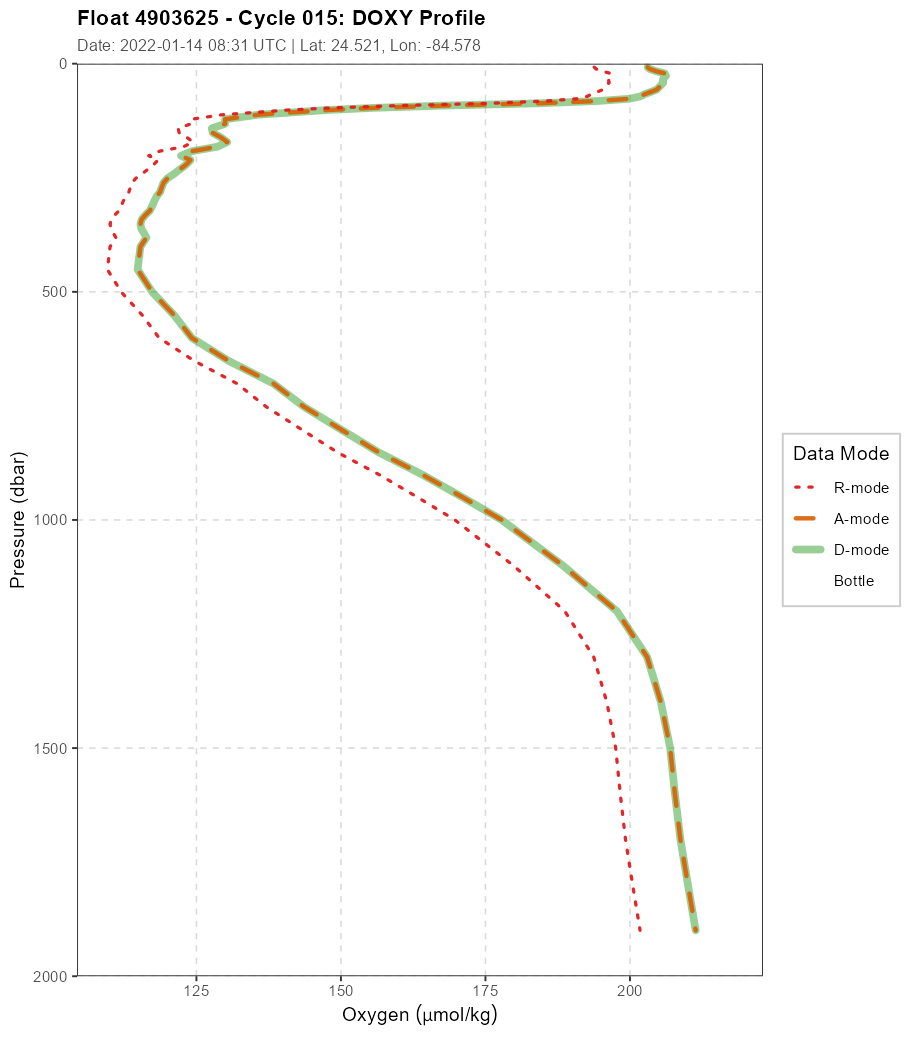 Float 4903625 - Cycle 015: DOXY Profile
Date: 2022-01-14 08:31 UTC | Lat: 24.521, Lon: -84.578
0
500
1000
1500
2000
Pressure (dbar)
125 150 175 200
Oxygen (µmol/kg)
Data Mode
R-mode
A-mode
D-mode
Bottle